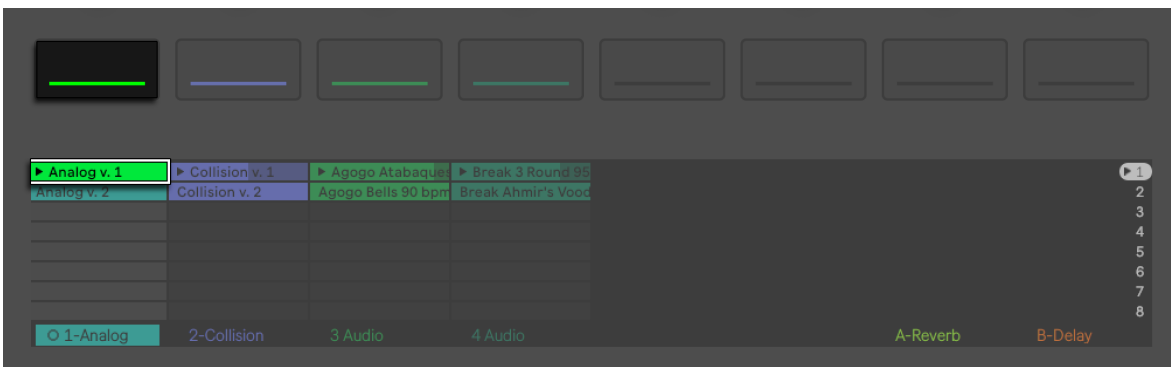 Analog v. 1 Collision v. 1 Agogo Atabaques Break 3 Round 95 1
Analog v. 2 Collision v. 2 Agogo Bells 90 bpm Break Ahmir's Vood 2
3
4
5
6
7
8
1-Analog 2-Collision 3 Audio 4 Audio A-Reverb B-Delay